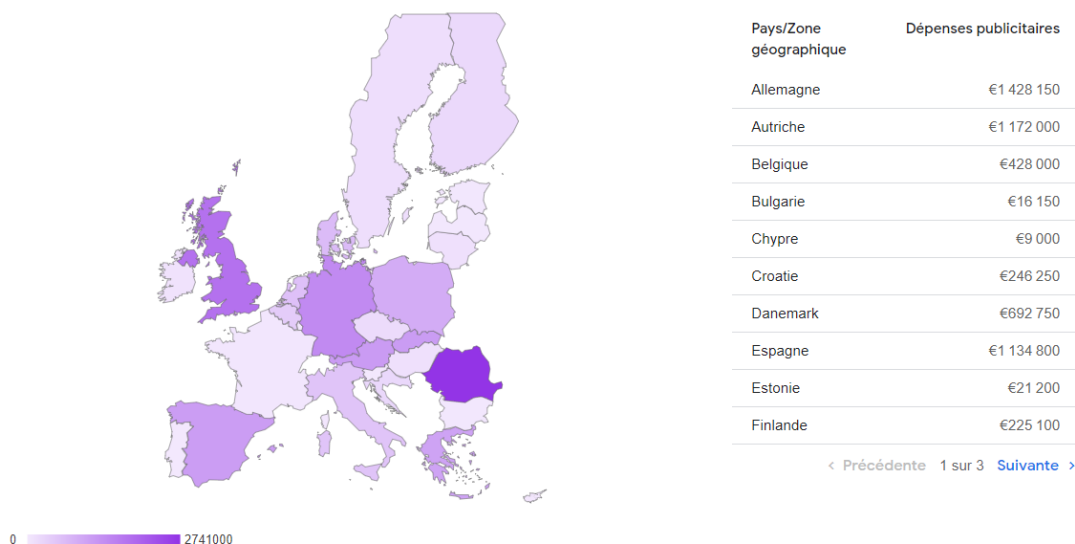 Pays/Zone géographique Dépenses publicitaires
Allemagne €1 428 150
Autriche €1 172 000
Belgique €428 000
Bulgarie €16 150
Chypre €9 000
Croatie €246 250
Danemark €692 750
Espagne €1 134 800
Estonie €21 200
Finlande €225 100
‹ Précédente 1 sur 3 Suivante ›
0 2741000